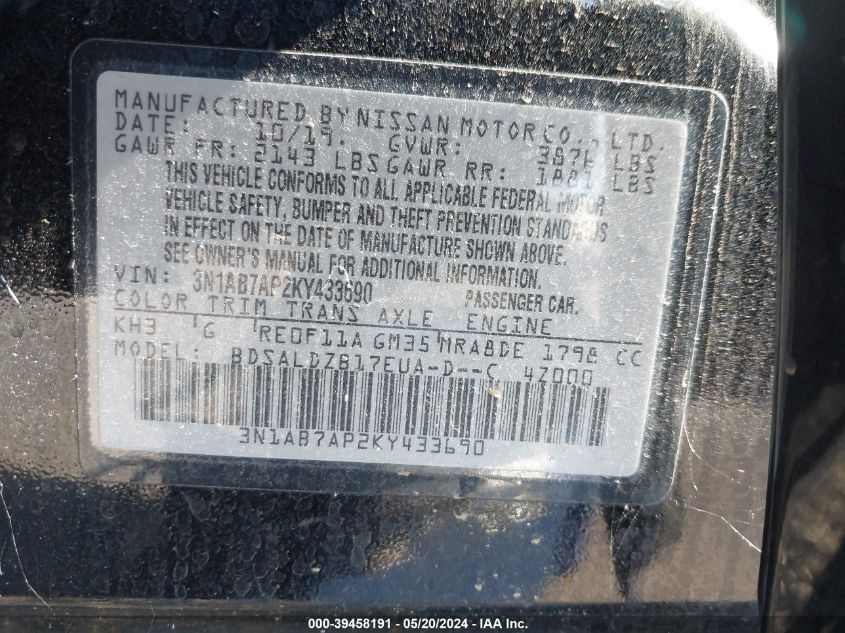 MANUFACTURED BY NISSAN MOTOR CO., LTD.
DATE: 10/19. GVWR: 3876 LBS
GAWR FR: 2143 LBS GAWR RR: 1881 LBS
THIS VEHICLE CONFORMS TO ALL APPLICABLE FEDERAL MOTOR
VEHICLE SAFETY, BUMPER AND THEFT PREVENTION STANDARDS
IN EFFECT ON THE DATE OF MANUFACTURE SHOWN ABOVE.
SEE OWNER'S MANUAL FOR ADDITIONAL INFORMATION.
VIN: 3N1AB7AP2KY433690 PASSENGER CAR.
COLOR TRIM TRANS AXLE ENGINE
KH3 G RE0F11A GM35 MRA8DE 1798 CC
MODEL: BDSALDZB17EUA-D--C 4Z000
3N1AB7AP2KY433690
000-39458191 - 05/20/2024 - IAA Inc.